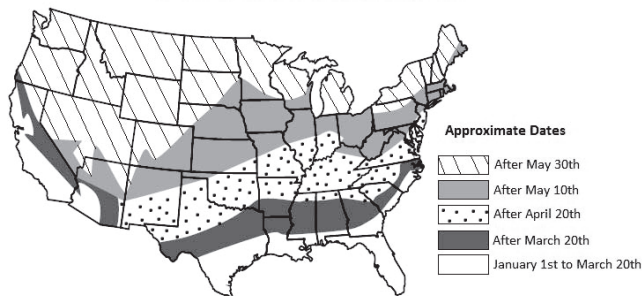 Approximate Dates
After May 30th
After May 10th
After April 20th
After March 20th
January 1st to March 20th